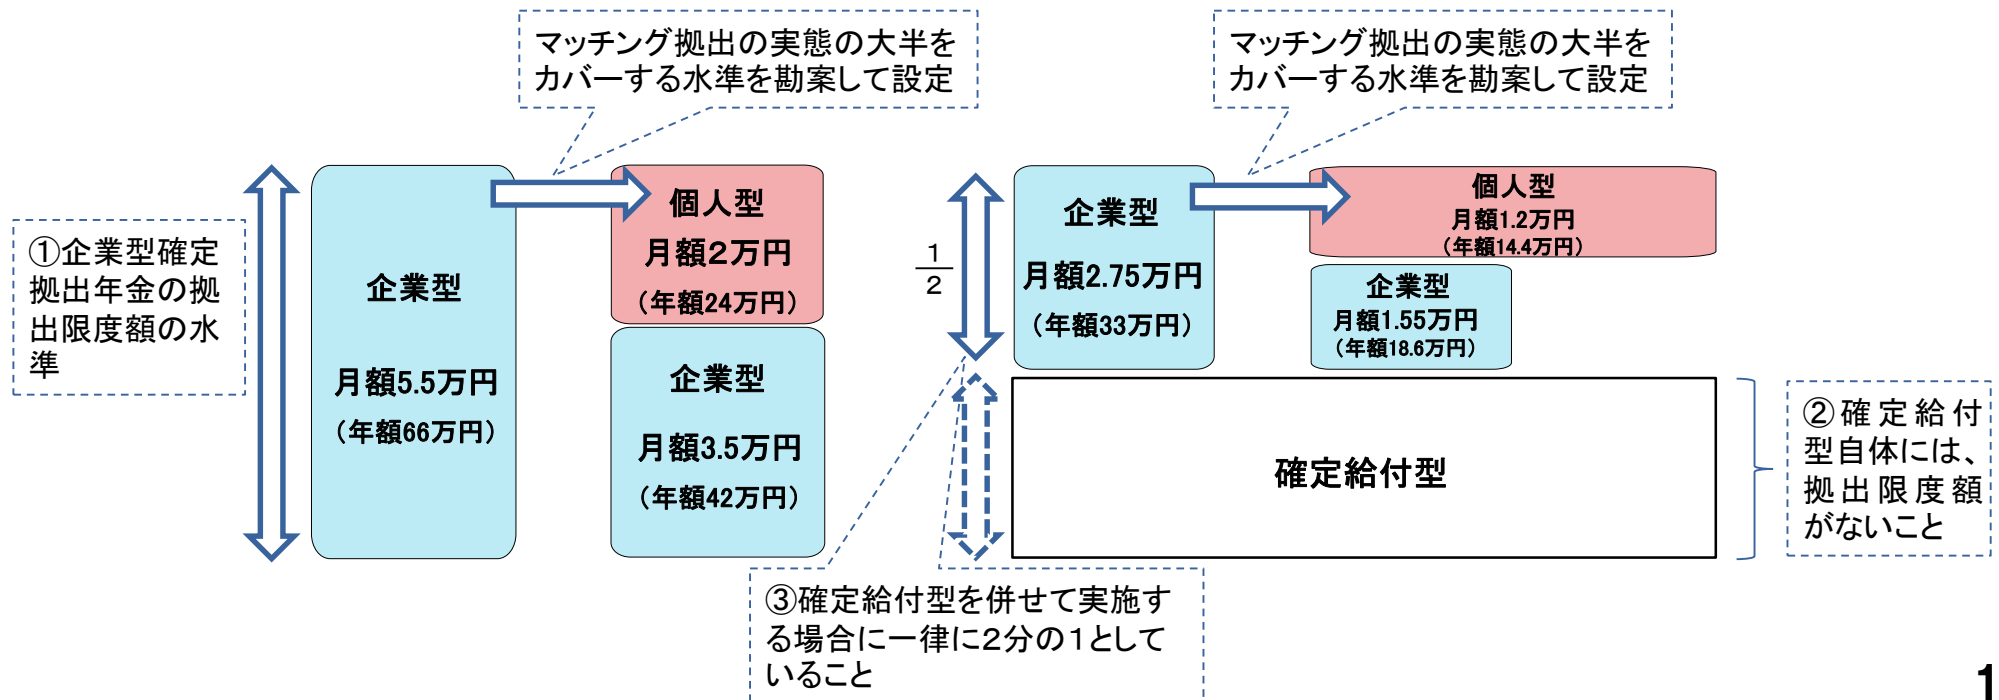 マッチング拠出の実態の大半を
カバーする水準を勘案して設定
マッチング拠出の実態の大半を
カバーする水準を勘案して設定
①企業型確定
拠出年金の拠
出限度額の水
準
企業型
月額5.5万円
（年額66万円）
個人型
月額２万円
（年額24万円）
企業型
月額3.5万円
（年額42万円）
1
2
企業型
月額2.75万円
（年額33万円）
個人型
月額1.2万円
（年額14.4万円）
企業型
月額1.55万円
（年額18.6万円）
確定給付型
②確定給付
型自体には、
拠出限度額
がないこと
③確定給付型を併せて実施す
る場合に一律に２分の１として
いること
1